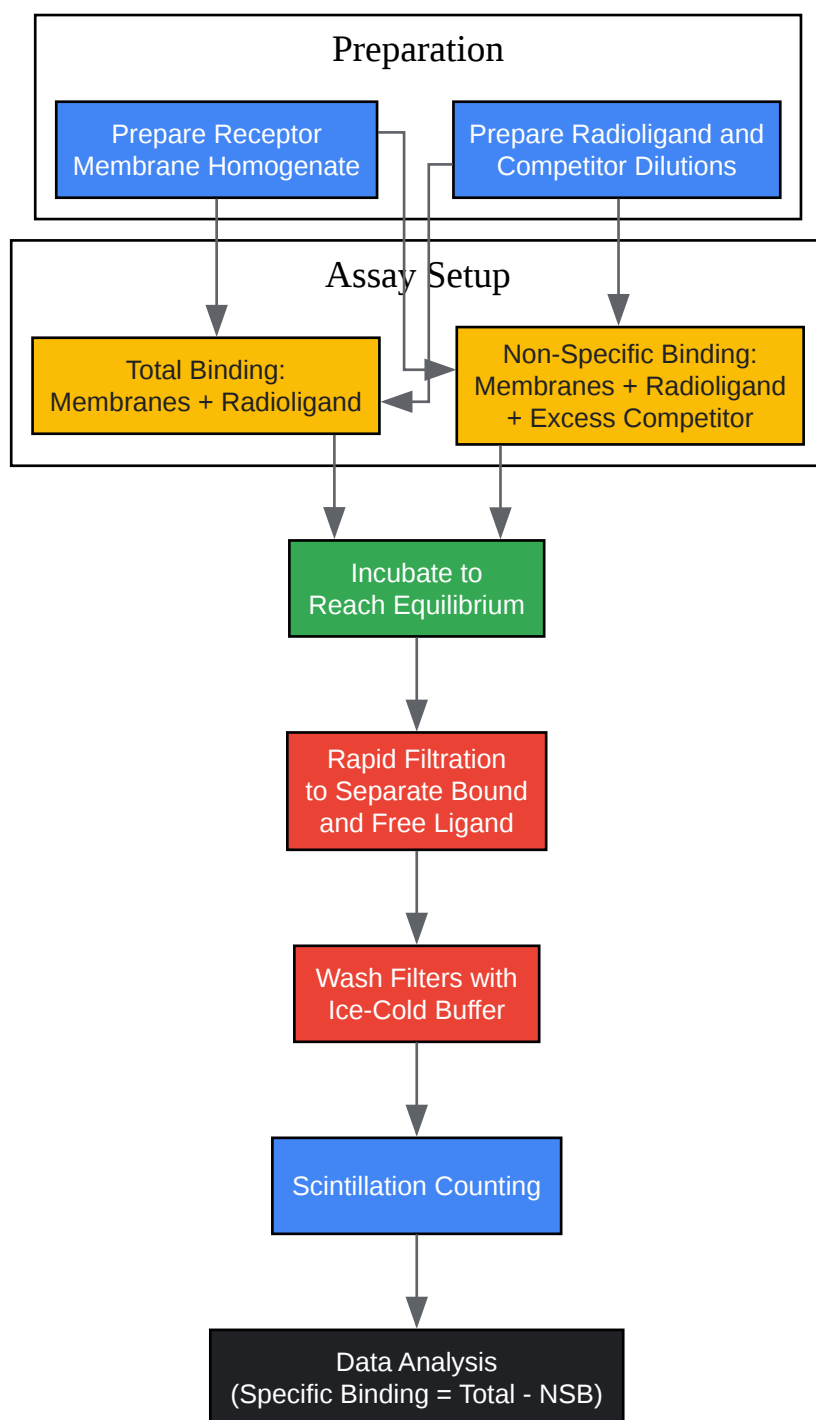 Preparation
Prepare Receptor
Membrane Homogenate
Prepare Radioligand and
Competitor Dilutions
Assay Setup
Total Binding:
Membranes + Radioligand
Non-Specific Binding:
Membranes + Radioligand
+ Excess Competitor
Incubate to
Reach Equilibrium
Rapid Filtration
to Separate Bound
and Free Ligand
Wash Filters with
Ice-Cold Buffer
Scintillation Counting
Data Analysis
(Specific Binding = Total - NSB)